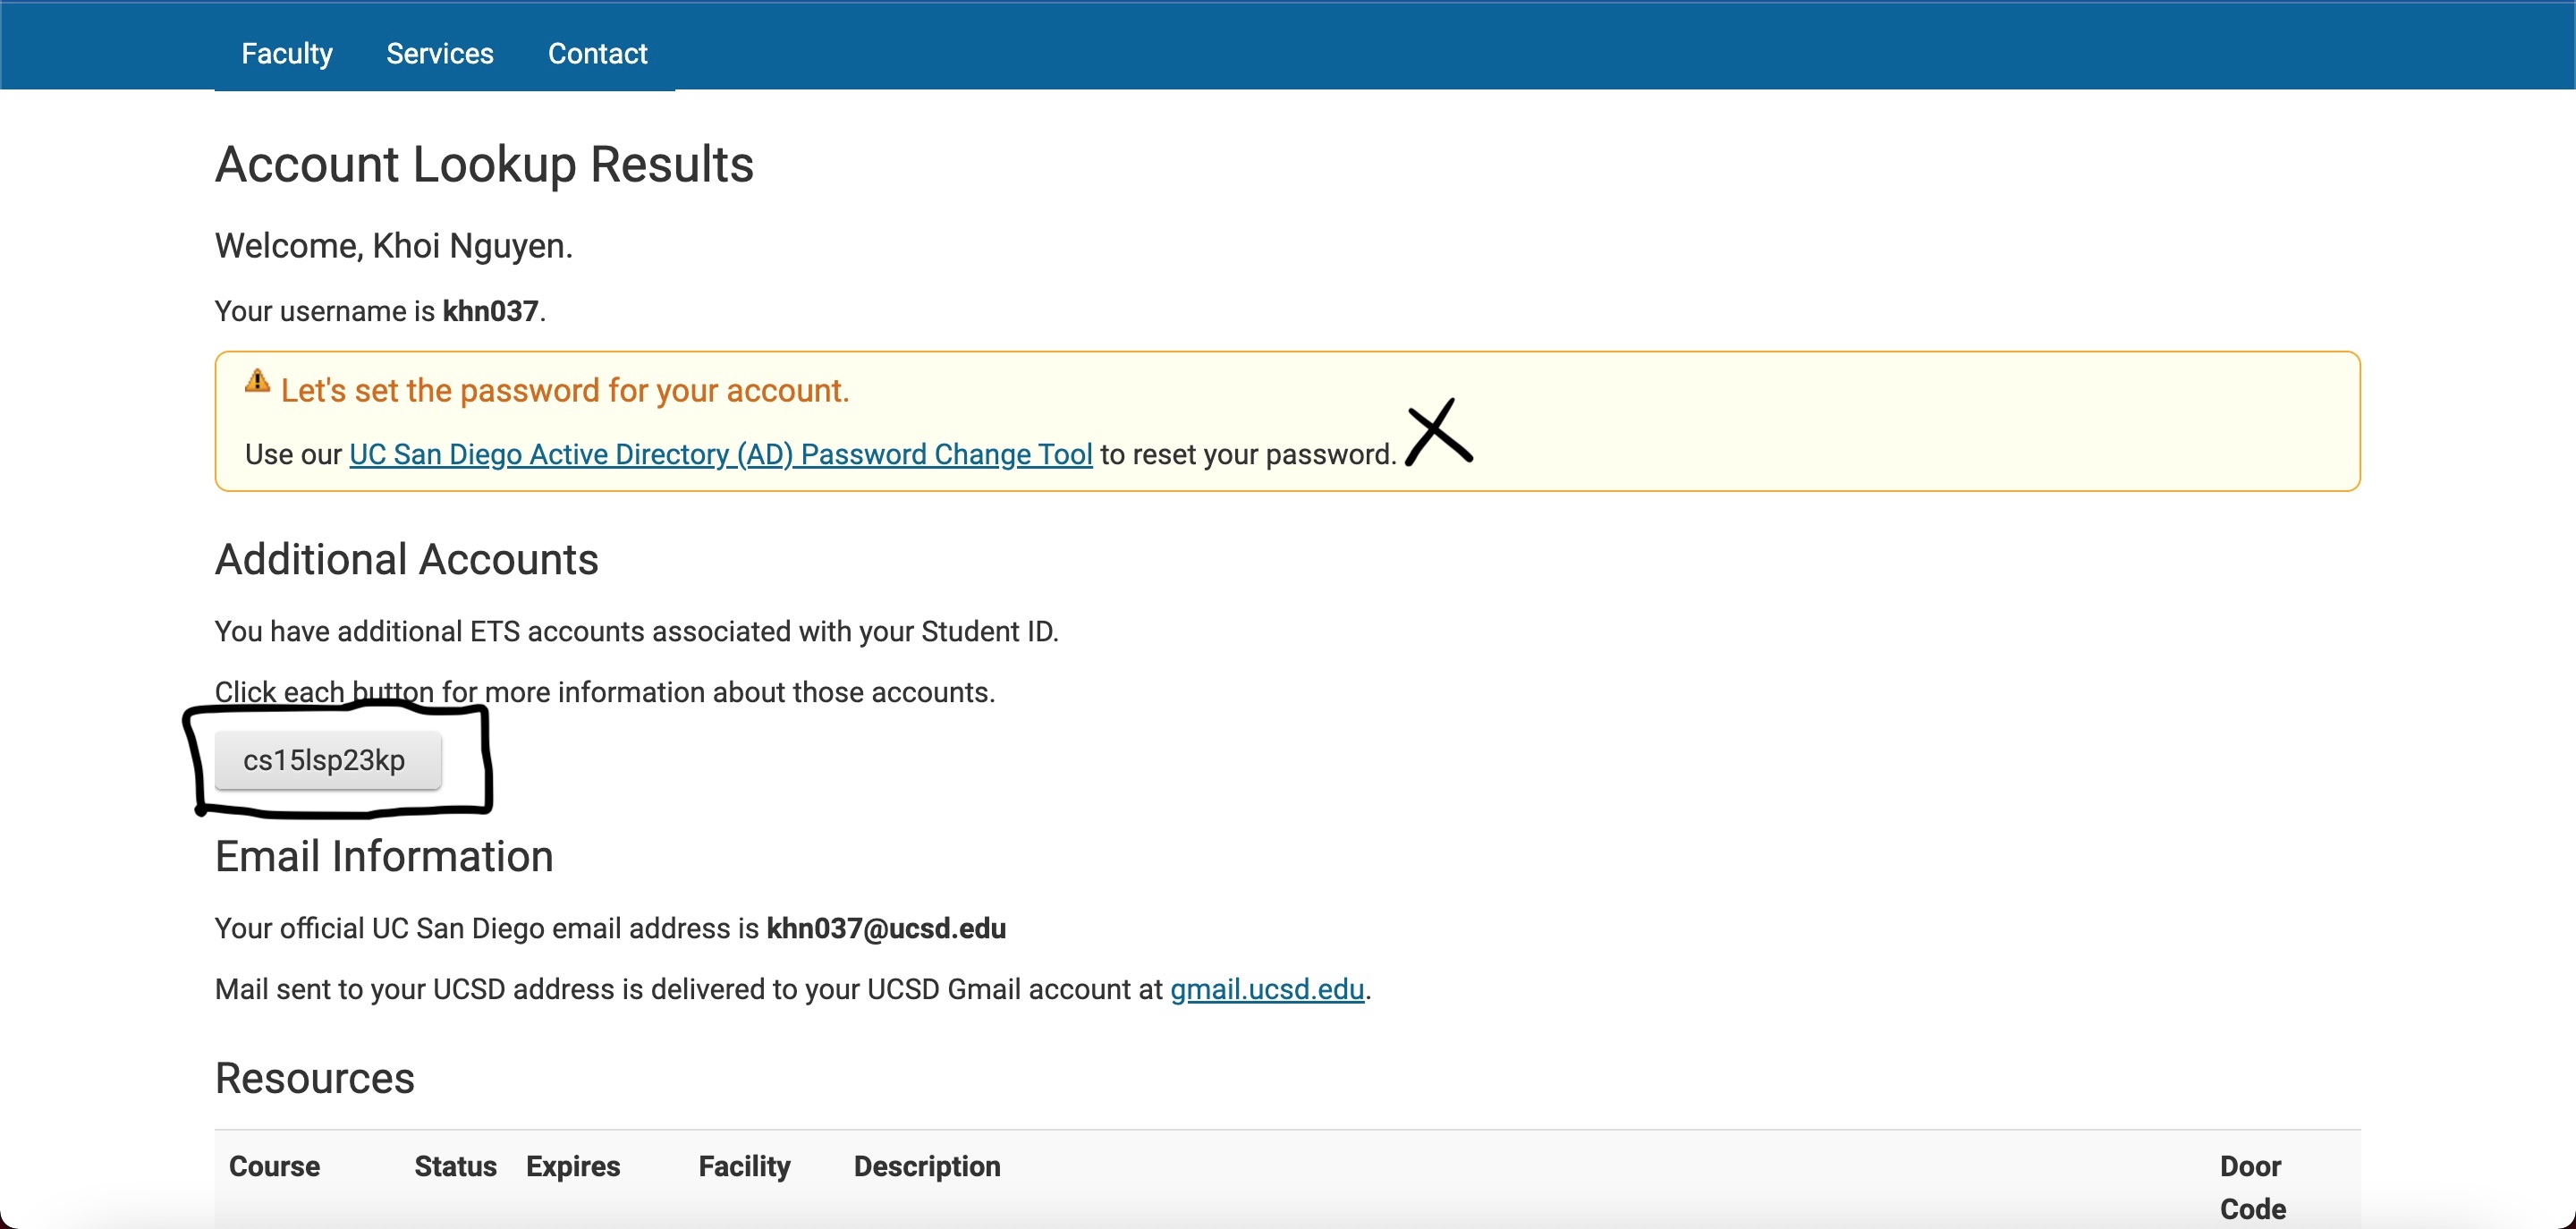 Faculty Services Contact
Account Lookup Results
Welcome, Khoi Nguyen.
Your username is khn037.
Let's set the password for your account.
Use our UC San Diego Active Directory (AD) Password Change Tool to reset your password.
Additional Accounts
You have additional ETS accounts associated with your Student ID.
Click each button for more information about those accounts.
cs15lsp23kp
Email Information
Your official UC San Diego email address is khn037@ucsd.edu
Mail sent to your UCSD address is delivered to your UCSD Gmail account at gmail.ucsd.edu.
Resources
Course Status Expires Facility Description Door
Code